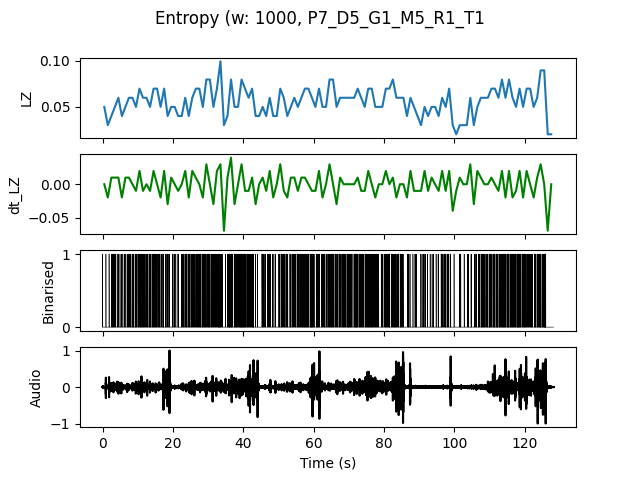 Entropy (w: 1000, P7_D5_G1_M5_R1_T1
0.10
0.05
LZ
0.00
−0.05
dt_LZ
1
0
Binarised
1
0
−1
Audio
0 20 40 60 80 100 120
Time (s)